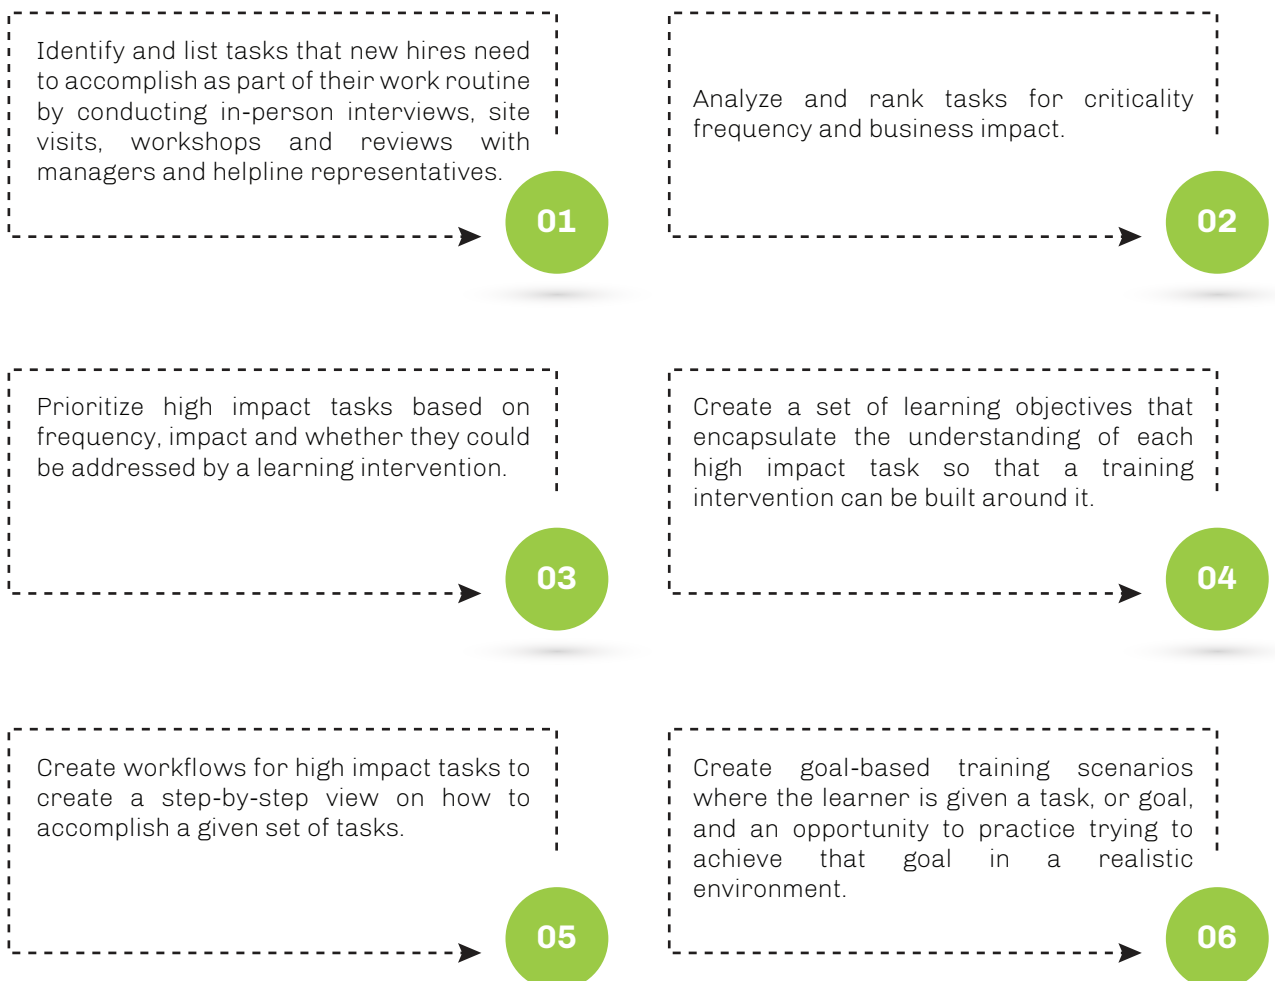 Identify and list tasks that new hires need
to accomplish as part of their work routine
by conducting in-person interviews, site
visits, workshops and reviews with
managers and helpline representatives.
01
Analyze and rank tasks for criticality
frequency and business impact.
02
Prioritize high impact tasks based on
frequency, impact and whether they could
be addressed by a learning intervention.
03
Create a set of learning objectives that
encapsulate the understanding of each
high impact task so that a training
intervention can be built around it.
04
Create workflows for high impact tasks to
create a step-by-step view on how to
accomplish a given set of tasks.
05
Create goal-based training scenarios
where the learner is given a task, or goal,
and an opportunity to practice trying to
achieve that goal in a realistic
environment.
06